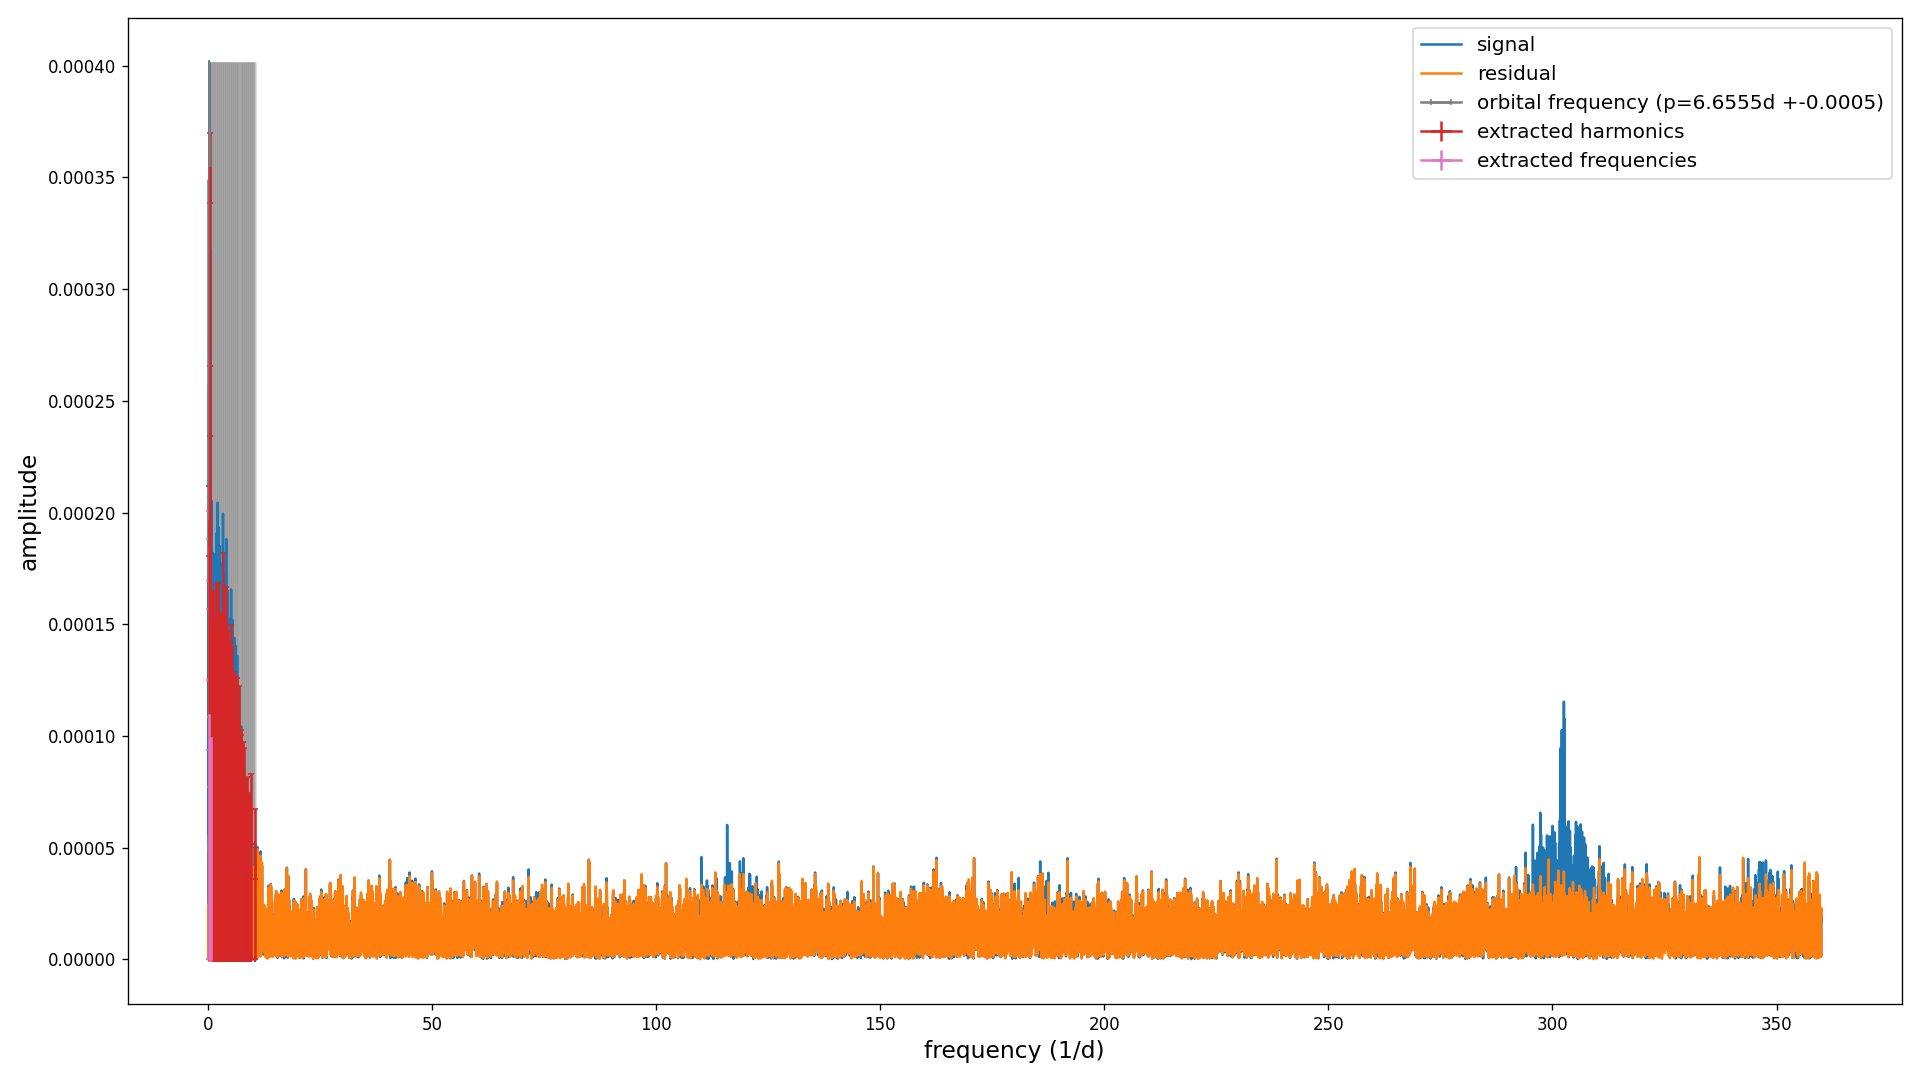 signal
residual
orbital frequency (p=6.6555d +-0.0005)
extracted harmonics
extracted frequencies
0.00040
0.00035
0.00030
0.00025
0.00020
0.00015
0.00010
0.00005
0.00000
amplitude
0 50 100 150 200 250 300 350
frequency (1/d)